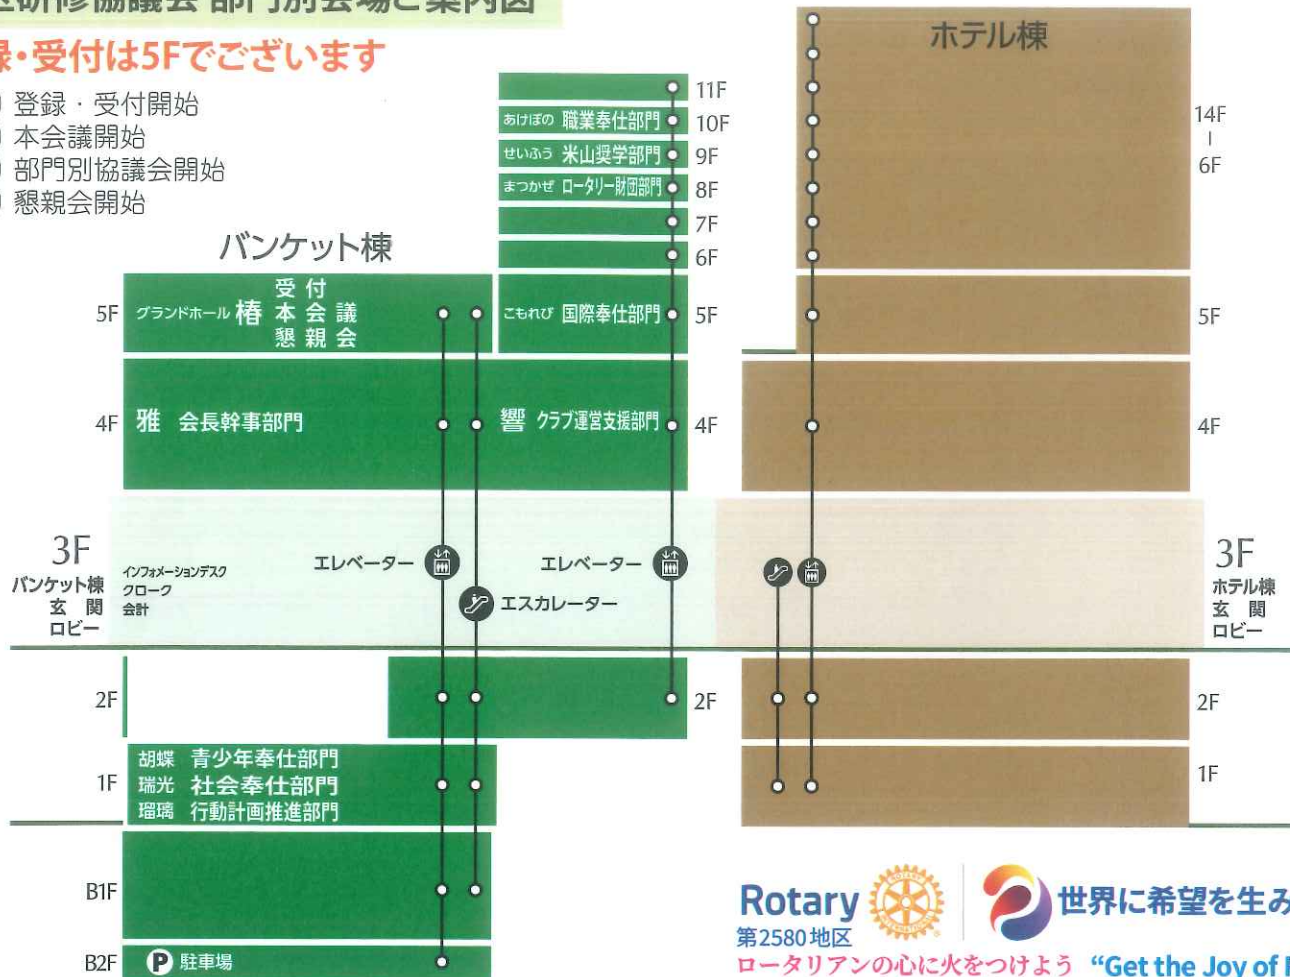 研修協議会 部門別会場ご案内図
・受付は5Fでございます
登録・受付開始
本会議開始
部門別協議会開始
懇親会開始
バンケット棟
ホテル棟
11F
あけぼの 職業奉仕部門 10F
せいふう 米山奨学部門 9F
まつかぜ ロータリー財団部門 8F
7F
6F
14F
|
6F
5F グランドホール 椿 受付
本会議
懇親会
こもれび 国際奉仕部門 5F
5F
4F 雅 会長幹事部門
響 クラブ運営支援部門 4F
4F
3F
バンケット棟
玄関
ロビー
インフォメーションデスク
クローク
会計
エレベーター
エレベーター
エスカレーター
3F
ホテル棟
玄関
ロビー
2F
2F
2F
1F
胡蝶 青少年奉仕部門
瑞光 社会奉仕部門
瑠璃 行動計画推進部門
1F
B1F
B2F P 駐車場
Rotary
第2580地区
世界に希望を生み
ロータリアンの心に火をつけよう "Get the Joy of